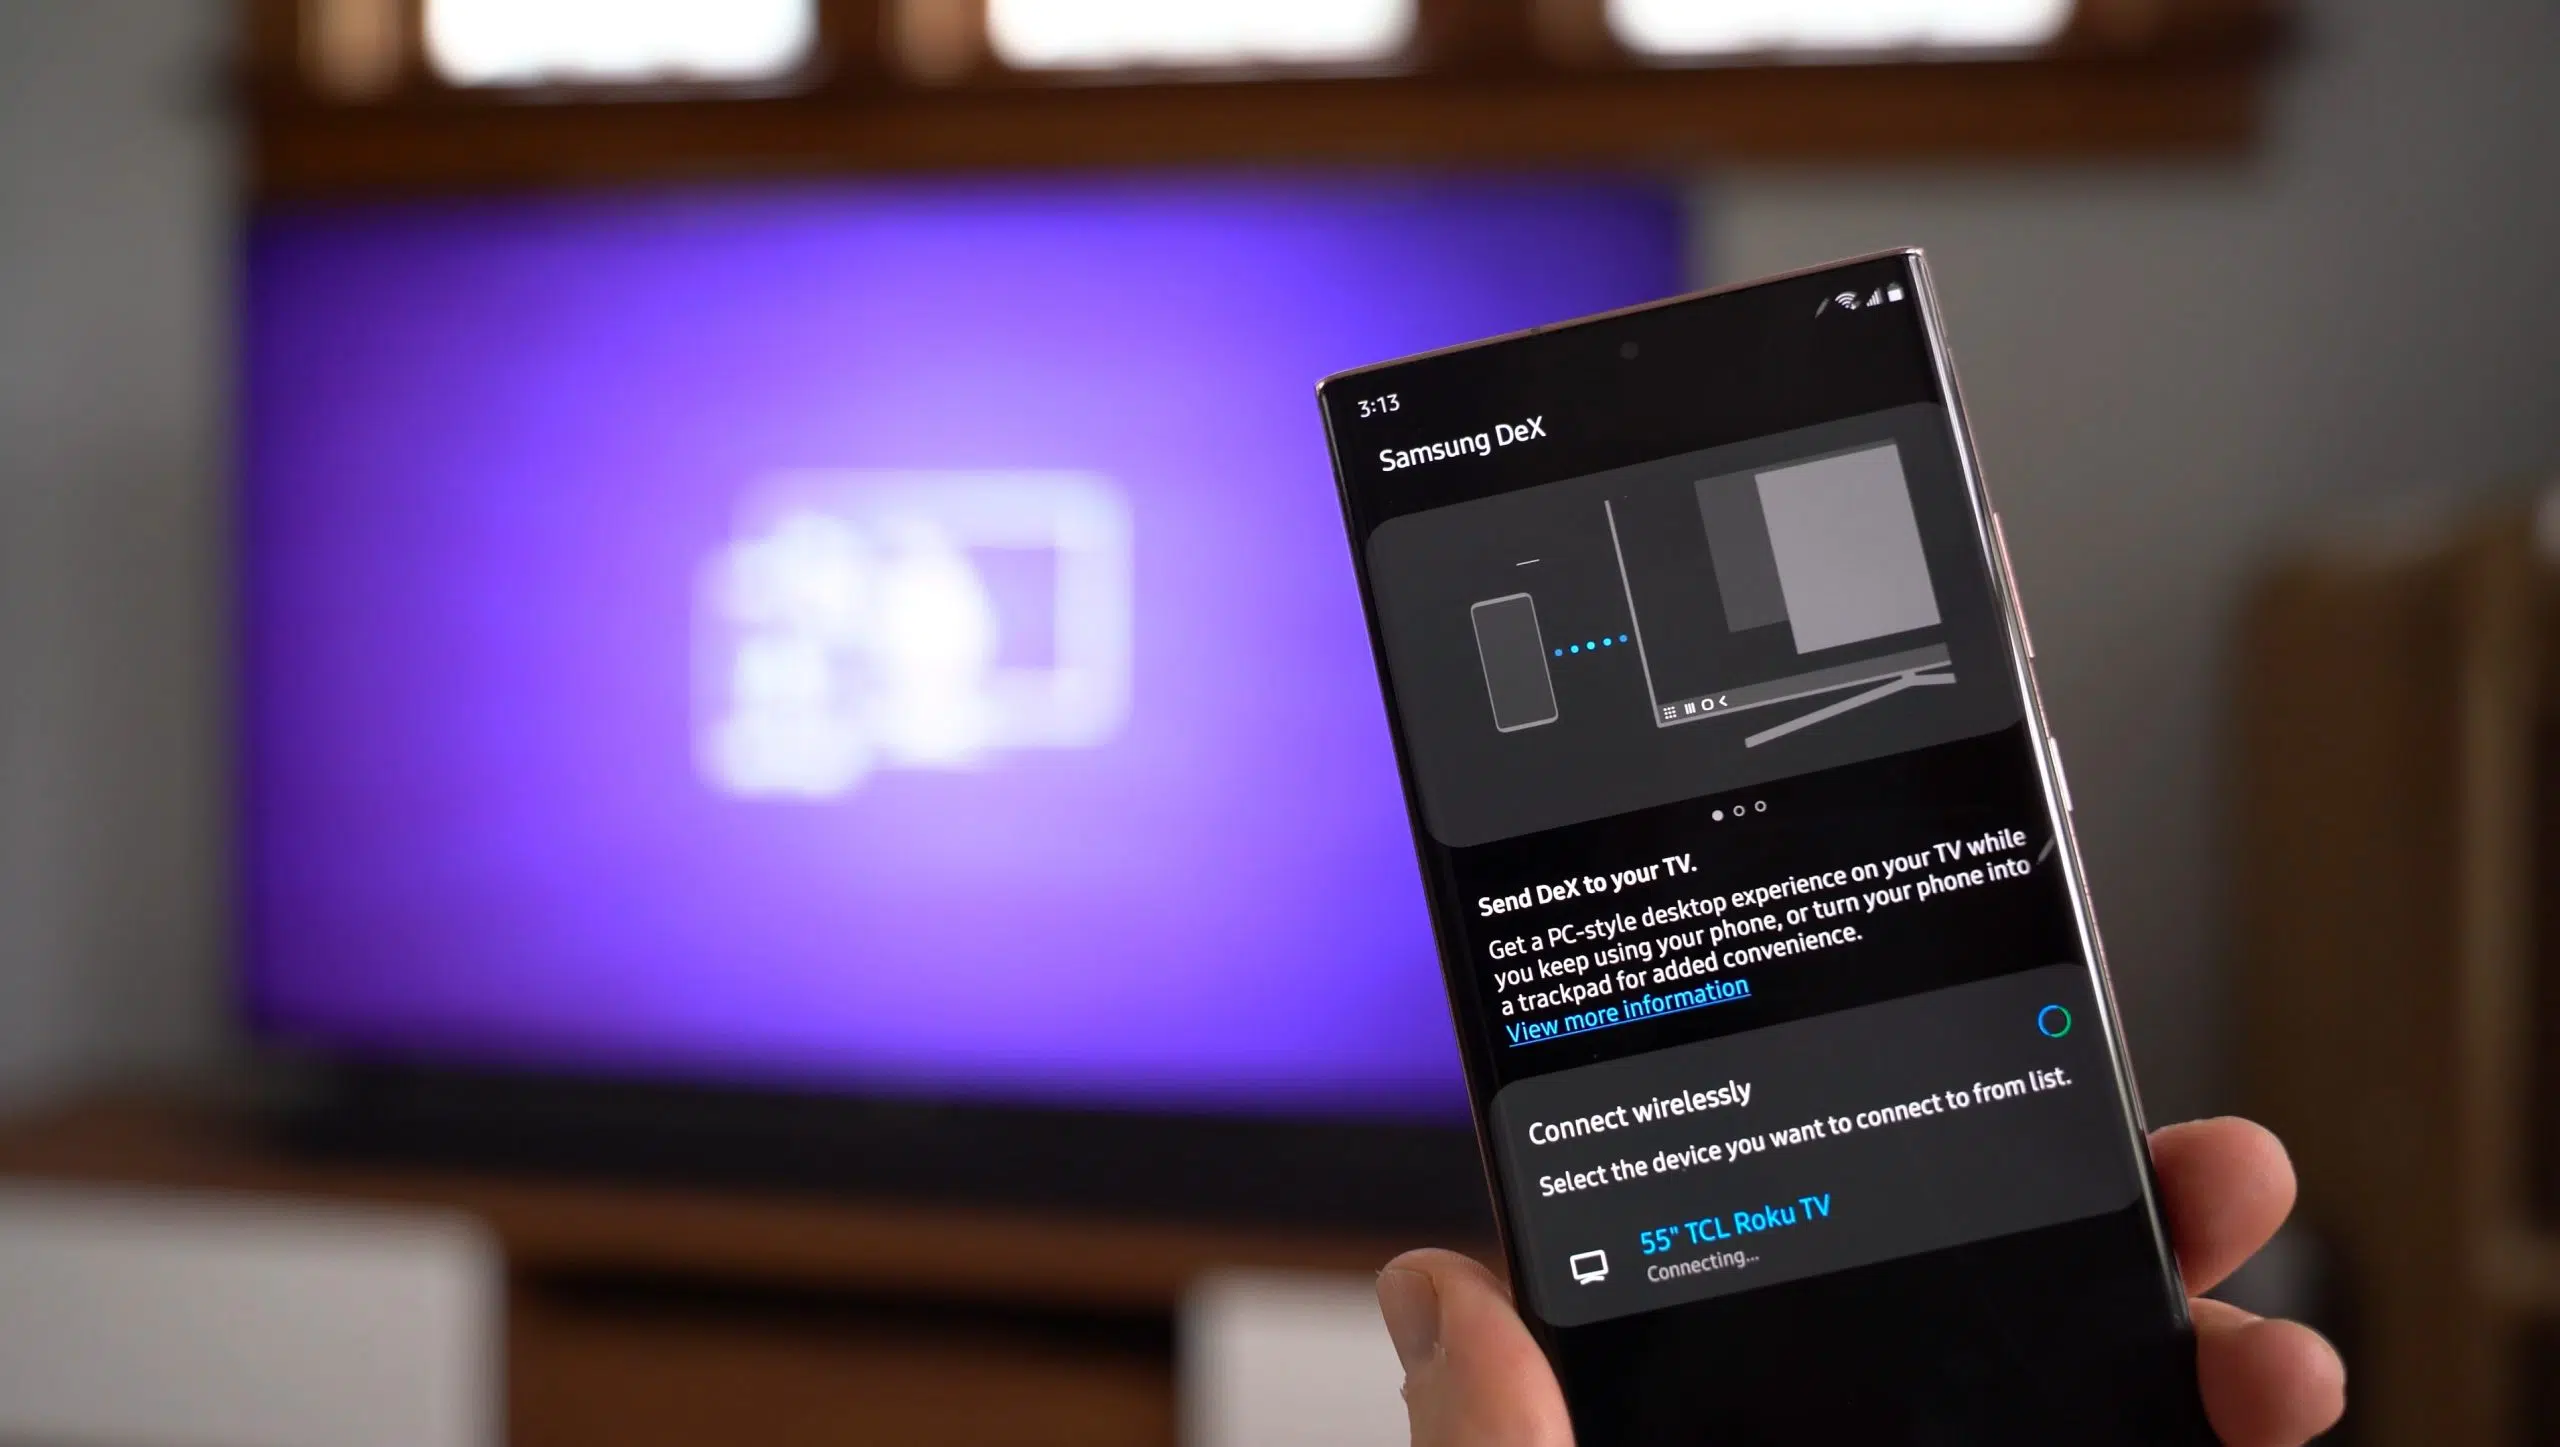 3:13
Samsung DeX
Send DeX to your TV.
Get a PC-style desktop experience on your TV while
you keep using your phone, or turn your phone into
a trackpad for added convenience.
View more information
Connect wirelessly
Select the device you want to connect to from list.
55" TCL Roku TV
Connecting...